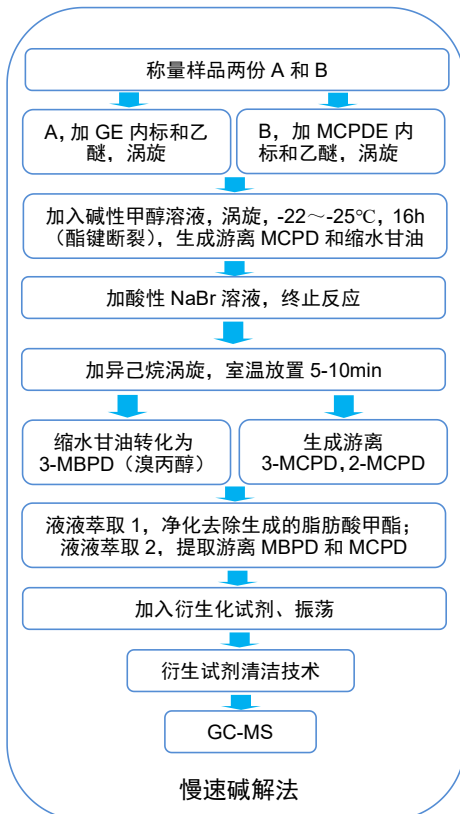 称量样品两份 A 和 B
A, 加 GE 内标和乙
醚，涡旋
B，加 MCPDE 内
标和乙醚，涡旋
加入碱性甲醇溶液，涡旋，-22～-25℃，16h
（酯键断裂），生成游离 MCPD 和缩水甘油
加酸性 NaBr 溶液，终止反应
加异己烷涡旋，室温放置 5-10min
缩水甘油转化为
3-MBPD（溴丙醇）
生成游离
3-MCPD, 2-MCPD
液液萃取 1，净化去除生成的脂肪酸甲酯；
液液萃取 2，提取游离 MBPD 和 MCPD
加入衍生化试剂、振荡
衍生试剂清洁技术
GC-MS
慢速碱解法